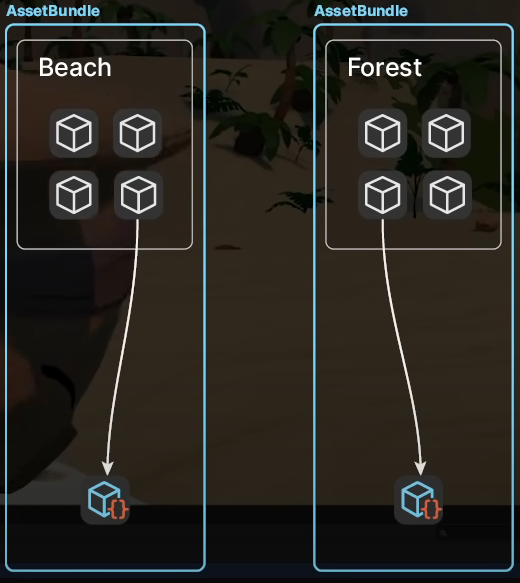 AssetBundle
AssetBundle
Beach
Forest
{}
{}